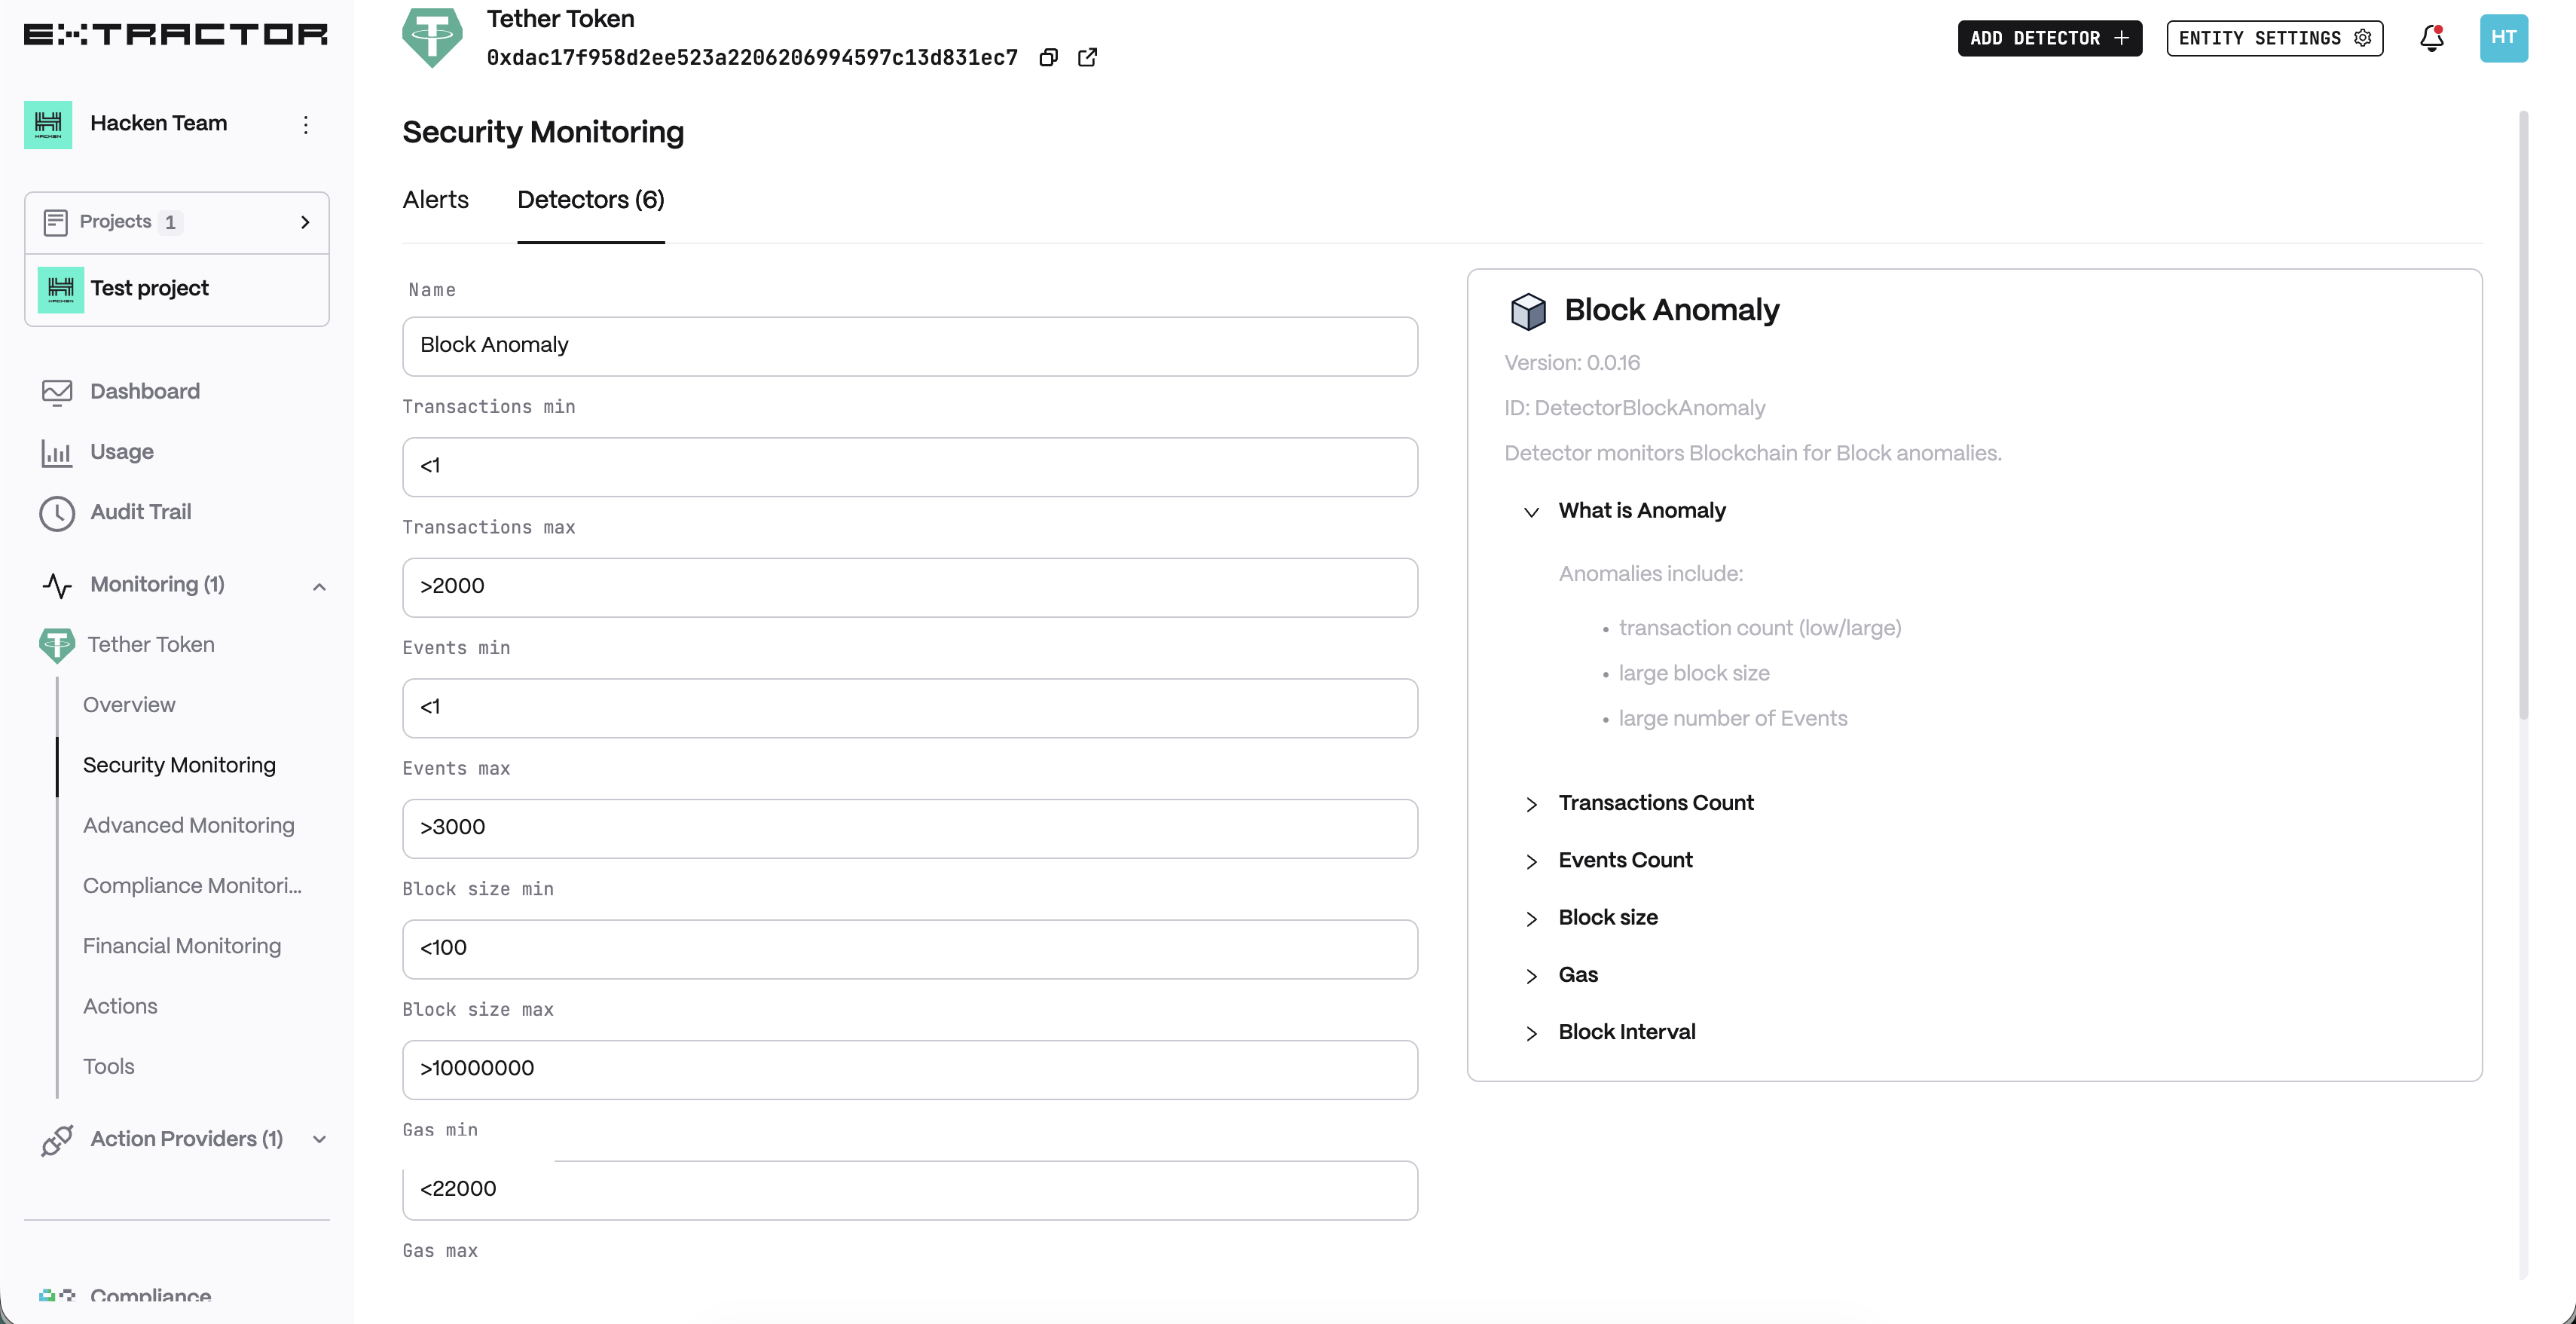 EXTRACTOR
Hacken Team
HACKEN
Projects 1
Test project
HACKEN
Dashboard
Usage
Audit Trail
Monitoring (1)
Tether Token
Overview
Security Monitoring
Advanced Monitoring
Compliance Monitori...
Financial Monitoring
Actions
Tools
Action Providers (1)
Compliance
Tether Token
0xdac17f958d2ee523a2206206994597c13d831ec7
ADD DETECTOR +
ENTITY SETTINGS
HT
Security Monitoring
Alerts
Detectors (6)
Name
Block Anomaly
Transactions min
<1
Transactions max
>2000
Events min
<1
Events max
>3000
Block size min
<100
Block size max
>10000000
Gas min
<22000
Gas max
Block Anomaly
Version: 0.0.16
ID: DetectorBlockAnomaly
Detector monitors Blockchain for Block anomalies.
What is Anomaly
Anomalies include:
• transaction count (low/large)
• large block size
• large number of Events
Transactions Count
Events Count
Block size
Gas
Block Interval